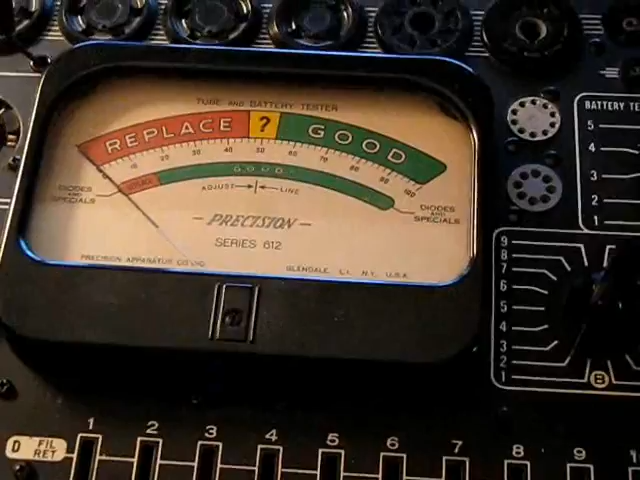 TUBE AND BATTERY TESTER
REPLACE ? GOOD
10 20 30 40 50 60 70 80 90 100
GOOD
DIODES AND SPECIALS
ADJUST LINE
DIODES AND SPECIALS
PRECISION
SERIES 612
PRECISION APPARATUS CO. INC.
GLENDALE, L.I., N.Y., U.S.A.
BATTERY TE
5
4
3
2
1
9
8
7
6
5
4
3
2
1
B
D FIL RET
1 2 3 4 5 6 7 8 9 1